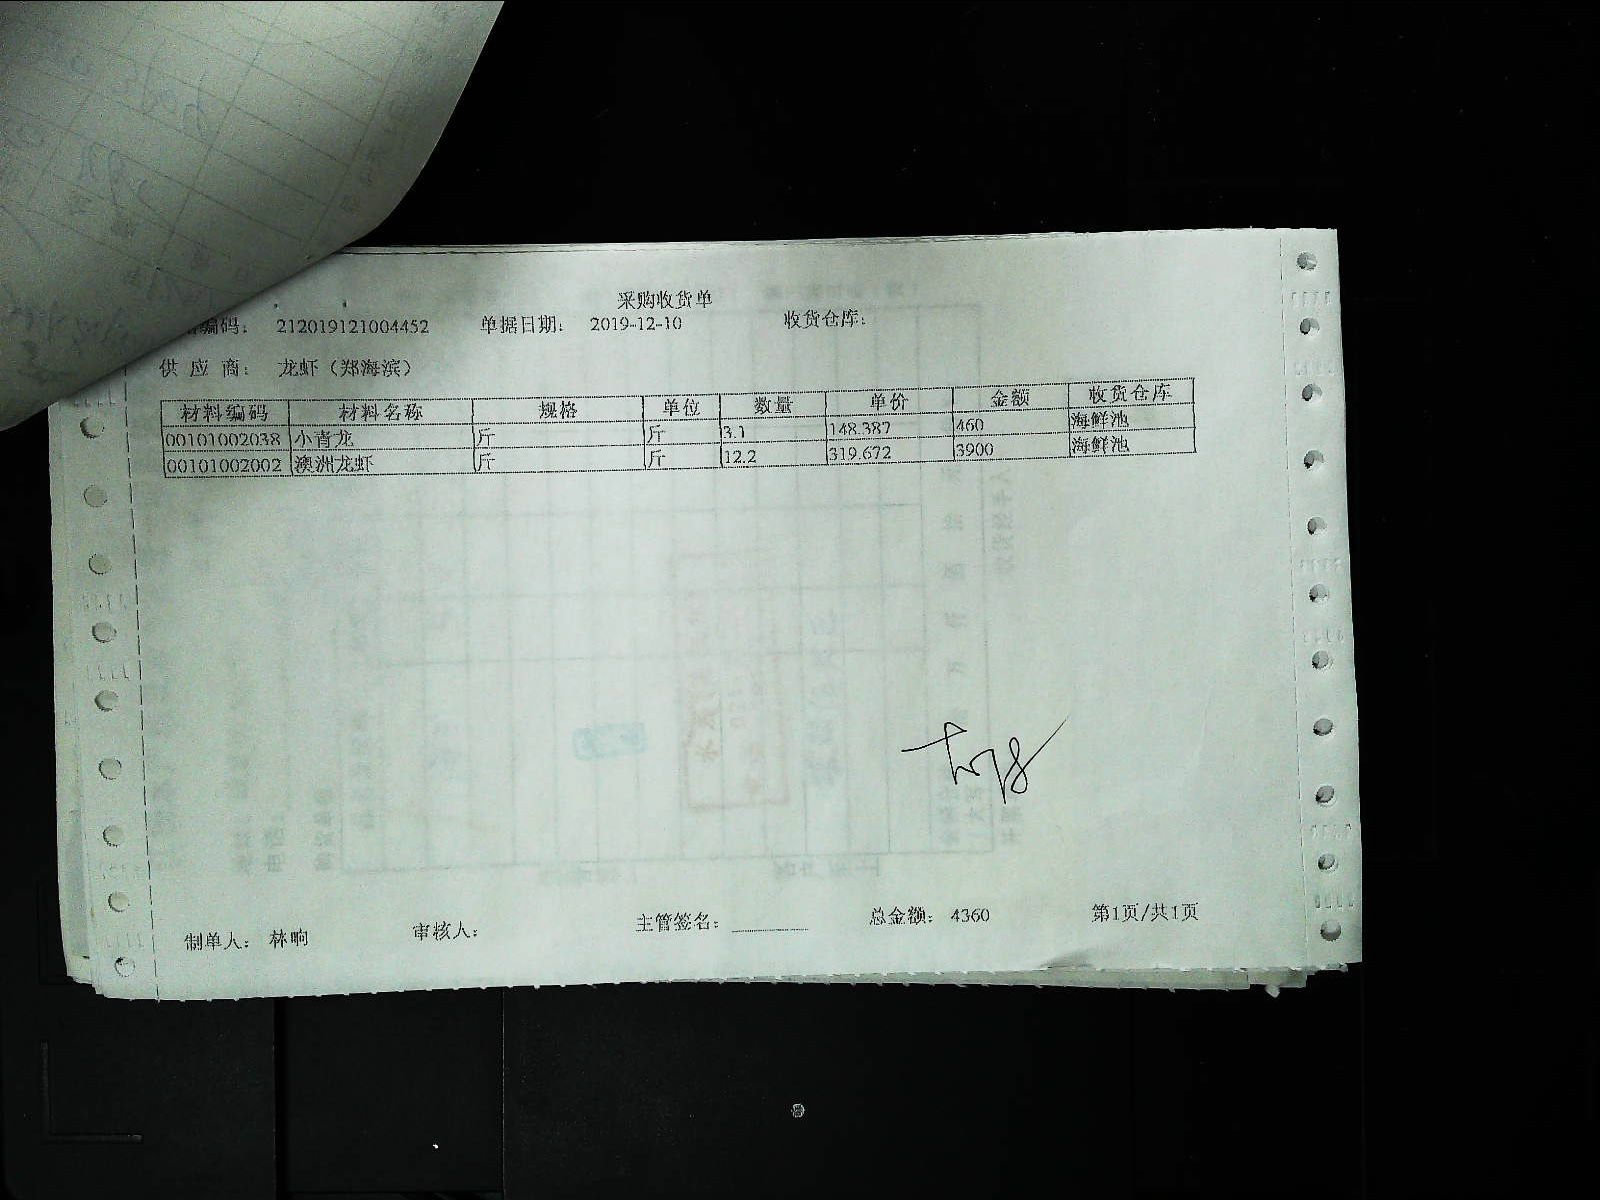 采购收货单
编码： 212019121004452 单据日期： 2019-12-10 收货仓库：
供 应 商： 龙虾（郑海滨）
材料编码 材料名称 规格 单位 数量 单价 金额 收货仓库
00101002038 小青龙 斤 斤 3.1 148.387 460 海鲜池
00101002002 澳洲龙虾 斤 斤 12.2 319.672 3900 海鲜池
制单人： 林响 审核人： 主管签名： 总金额： 4360 第1页/共1页